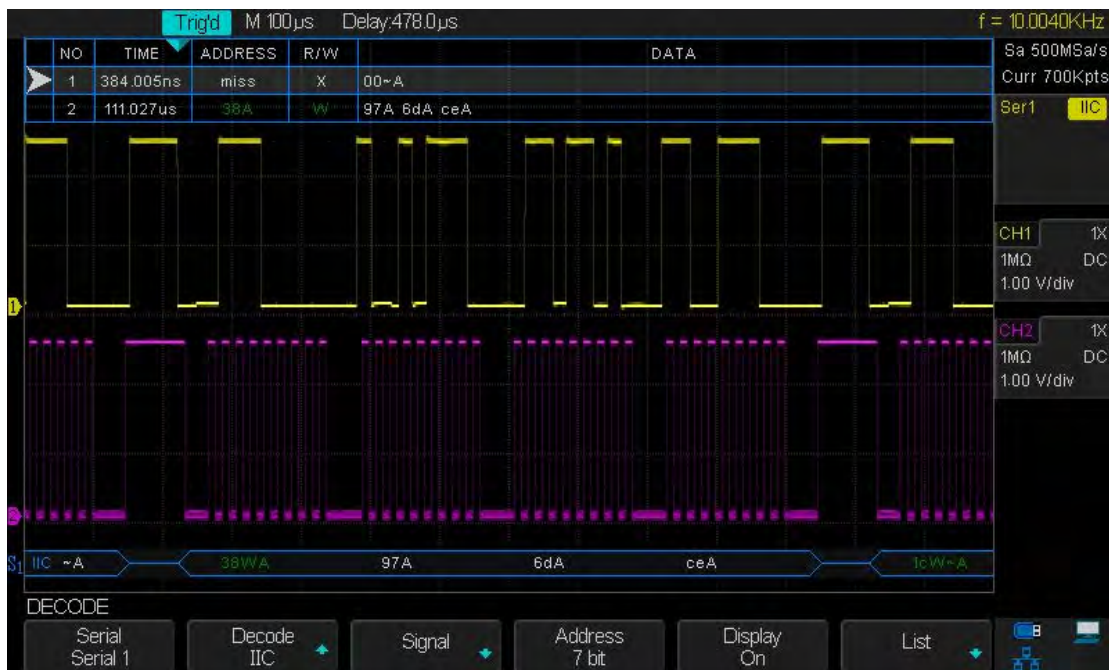 Trig'd M 100µs Delay:478.0µs f = 10.0040KHz
NO TIME ADDRESS R/W DATA
Sa 500MSa/s
1 384.005ns miss X 00~A
Curr 700Kpts
2 111.027us 38A W 97A 6dA ceA
Ser1 IIC
CH1 1X
1MΩ DC
1.00 V/div
1
CH2 1X
1MΩ DC
1.00 V/div
2
S1 IIC ~A 38WA 97A 6dA ceA 1cW~A
DECODE
Serial
Serial 1
Decode
IIC
Signal
Address
7 bit
Display
On
List